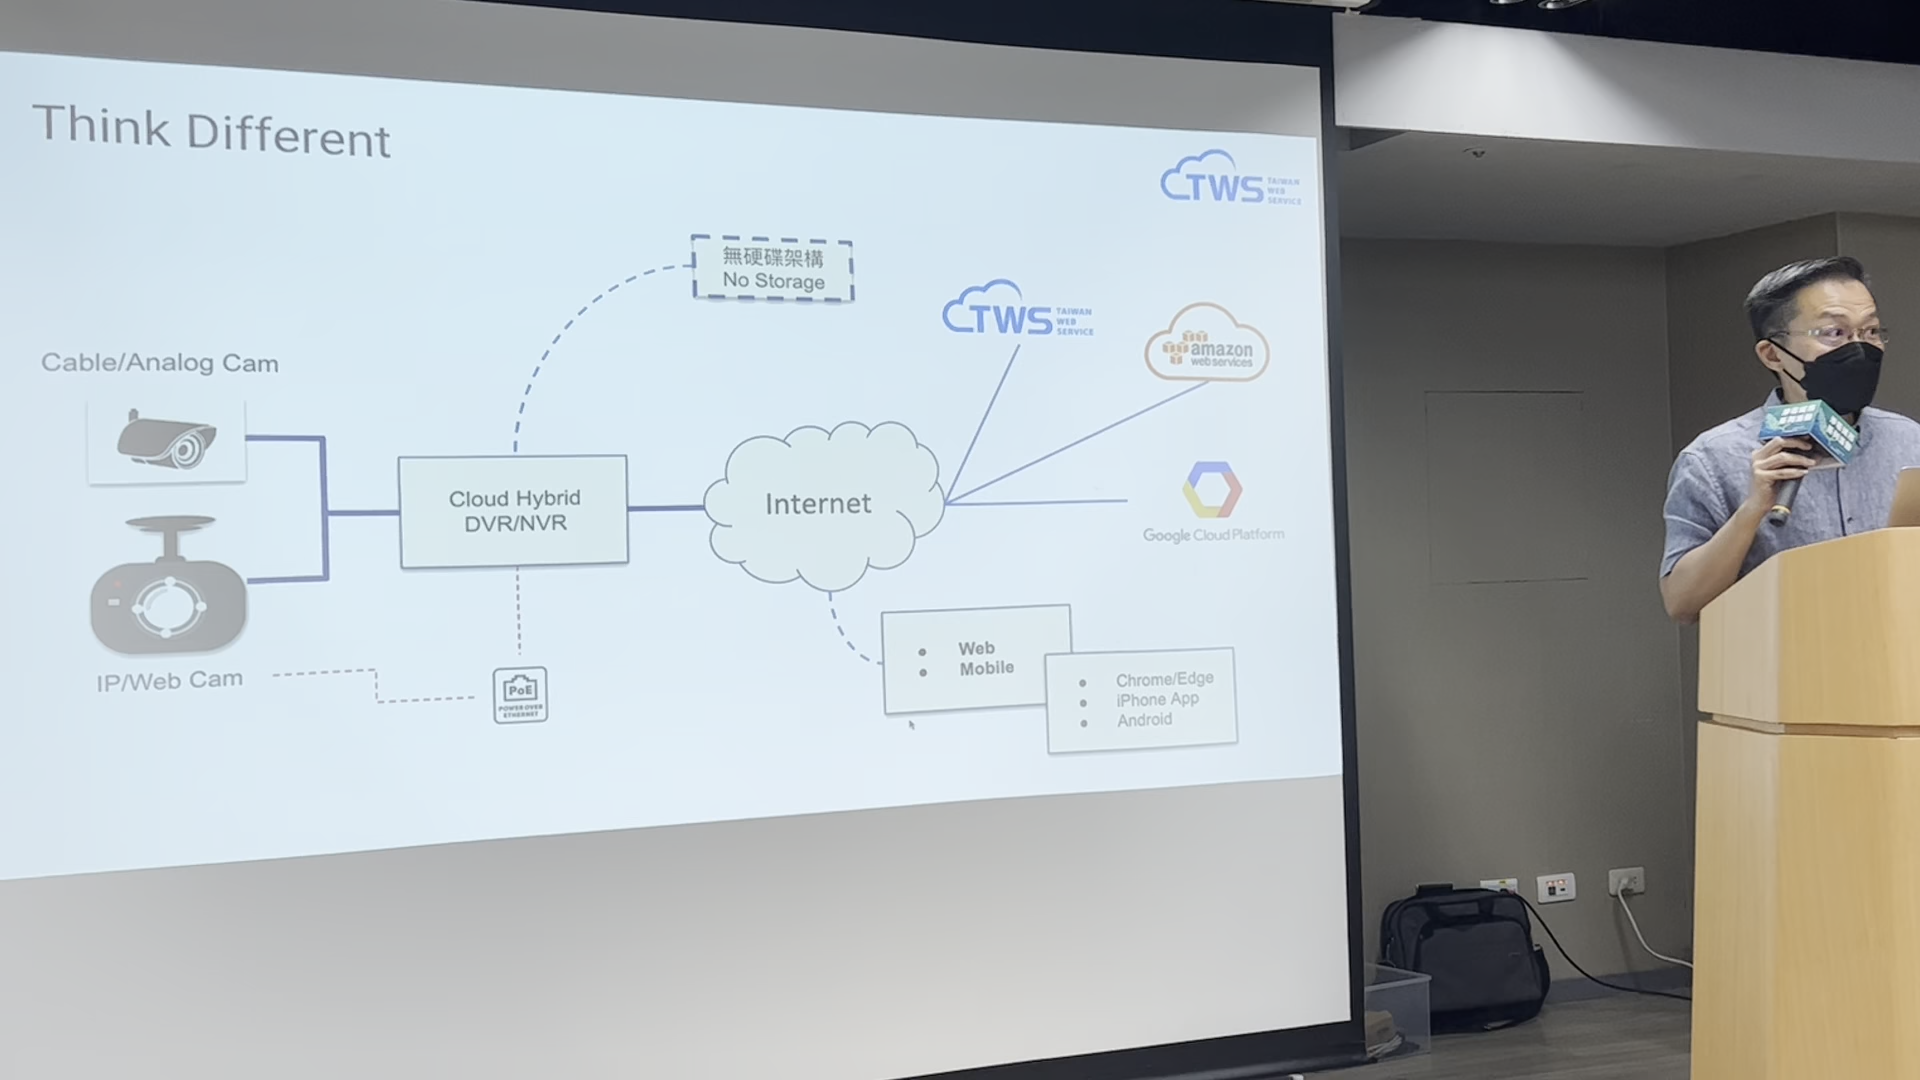 Think Different
TWS TAIWAN
WEB
SERVICE
無硬碟架構
No Storage
TWS TAIWAN
WEB
SERVICE
amazon
web services
Cable/Analog Cam
Cloud Hybrid
DVR/NVR
Internet
Google Cloud Platform
Web
Mobile
Chrome/Edge
iPhone App
Android
IP/Web Cam
PoE
POWER OVER
ETHERNET